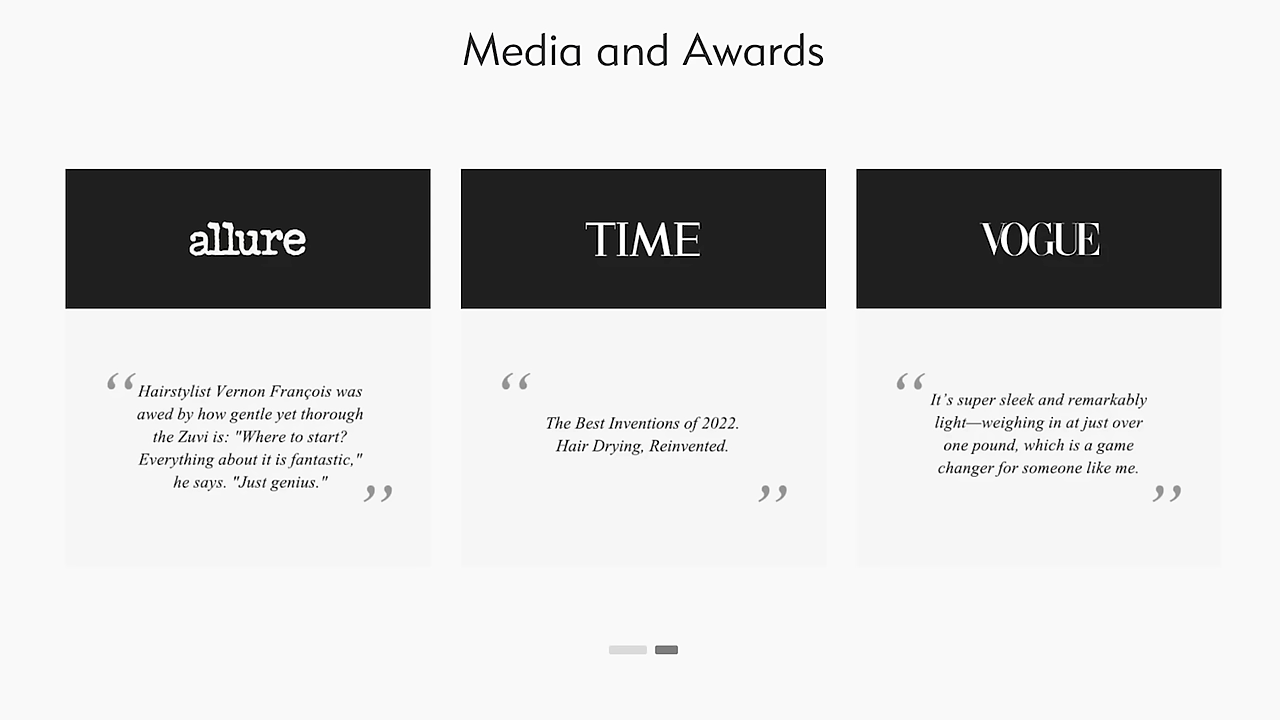 Media and Awards
allure
“Hairstylist Vernon François was
awed by how gentle yet thorough
the Zuvi is: "Where to start?
Everything about it is fantastic,"
he says. "Just genius."”
TIME
“The Best Inventions of 2022.
Hair Drying, Reinvented.”
VOGUE
“It’s super sleek and remarkably
light—weighing in at just over
one pound, which is a game
changer for someone like me.”